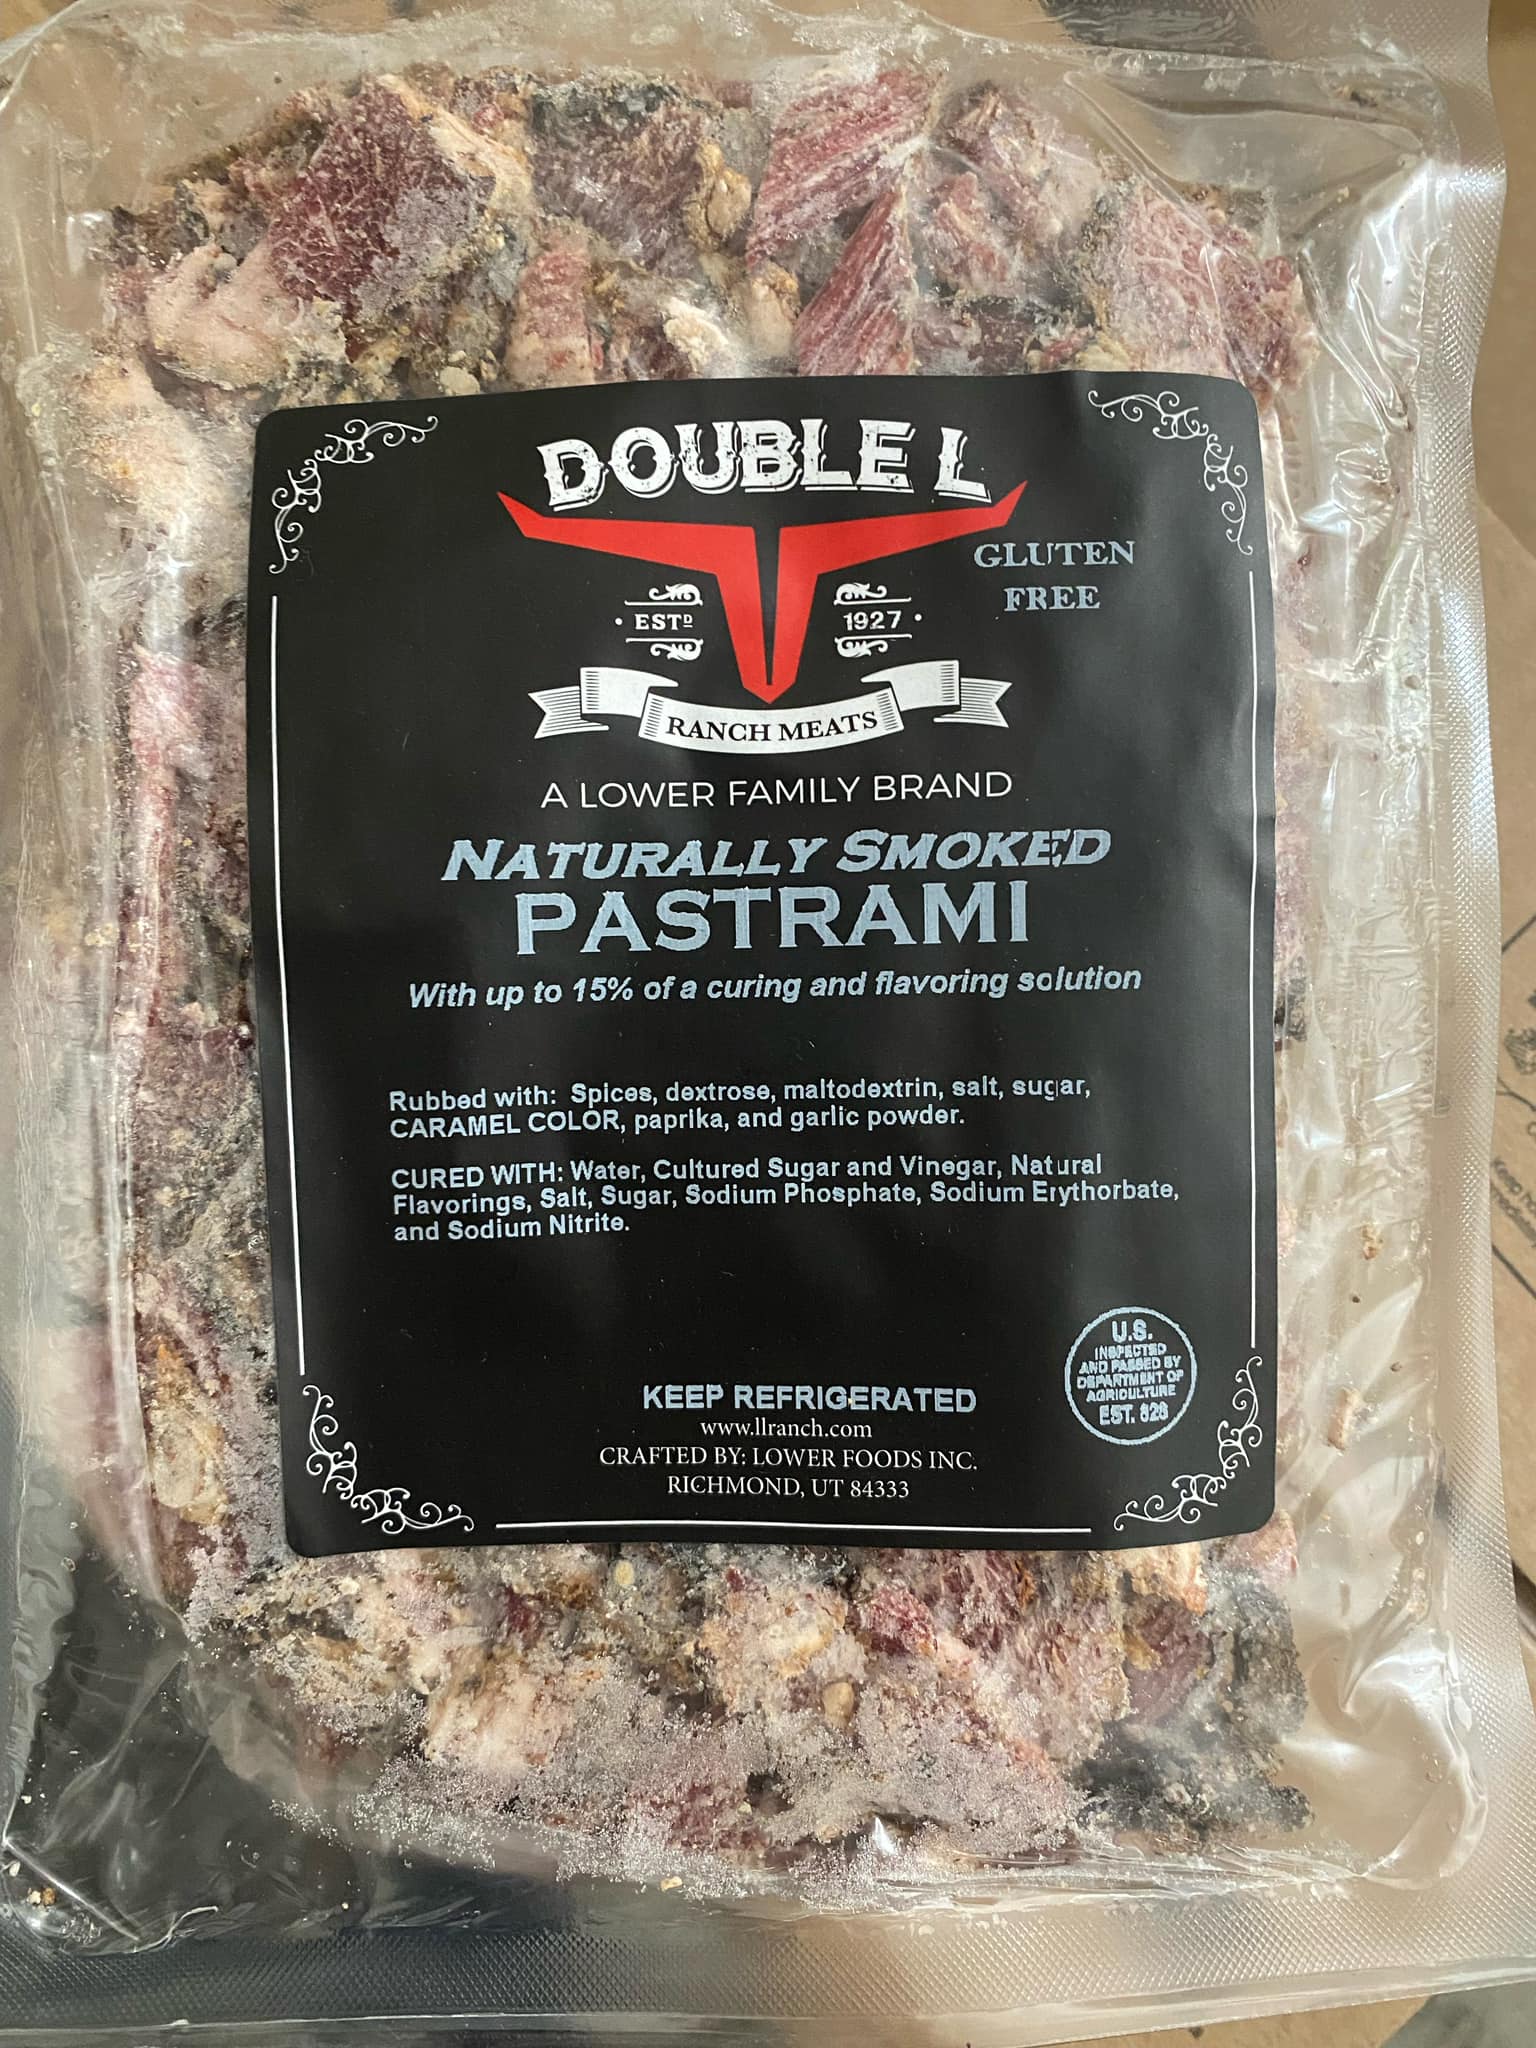 DOUBLE L
GLUTEN
FREE
• ESTD 1927 •
RANCH MEATS
A LOWER FAMILY BRAND
NATURALLY SMOKED
PASTRAMI
With up to 15% of a curing and flavoring solution
Rubbed with: Spices, dextrose, maltodextrin, salt, sugar,
CARAMEL COLOR, paprika, and garlic powder.
CURED WITH: Water, Cultured Sugar and Vinegar, Natural
Flavorings, Salt, Sugar, Sodium Phosphate, Sodium Erythorbate,
and Sodium Nitrite.
U.S.
INSPECTED
AND PASSED BY
DEPARTMENT OF
AGRICULTURE
EST. 628
KEEP REFRIGERATED
www.llranch.com
CRAFTED BY: LOWER FOODS INC.
RICHMOND, UT 84333